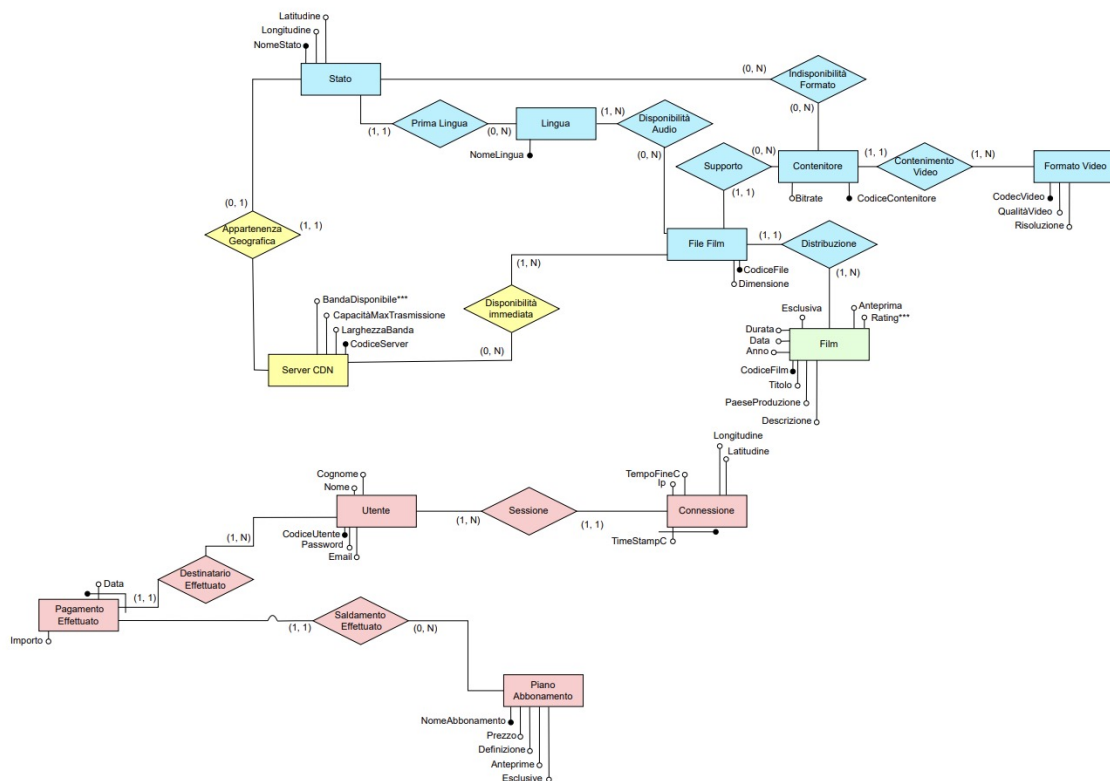 Latitudine
Longitudine
NomeStato
Stato
(0, N)
Indisponibilità
Formato
(0, N)
(1, 1)
Prima Lingua
(0, N)
Lingua
(1, N)
Disponibilità
Audio
NomeLingua
(0, N)
Supporto
(0, N)
Contenitore
(1, 1)
Contenimento
Video
(1, N)
Formato Video
Bitrate
CodiceContenitore
CodecVideo
QualitàVideo
Risoluzione
(1, 1)
(0, 1)
Appartenenza
Geografica
(1, 1)
File Film
(1, 1)
Distribuzione
(1, N)
(1, N)
CodiceFile
Dimensione
BandaDisponibile***
CapacitàMaxTrasmissione
LarghezzaBanda
CodiceServer
Disponibilità
immediata
Server CDN
(0, N)
Esclusiva
Anteprima
Rating***
Durata
Data
Anno
Film
CodiceFilm
Titolo
PaeseProduzione
Descrizione
Longitudine
Latitudine
Cognome
Nome
TempoFineC
Ip
Utente
(1, N)
Sessione
(1, 1)
Connessione
CodiceUtente
Password
Email
TimeStampC
(1, N)
Destinatario
Effettuato
Data
(1, 1)
Pagamento
Effettuato
Importo
(1, 1)
Saldamento
Effettuato
(0, N)
Piano
Abbonamento
NomeAbbonamento
Prezzo
Definizione
Anteprime
Esclusive